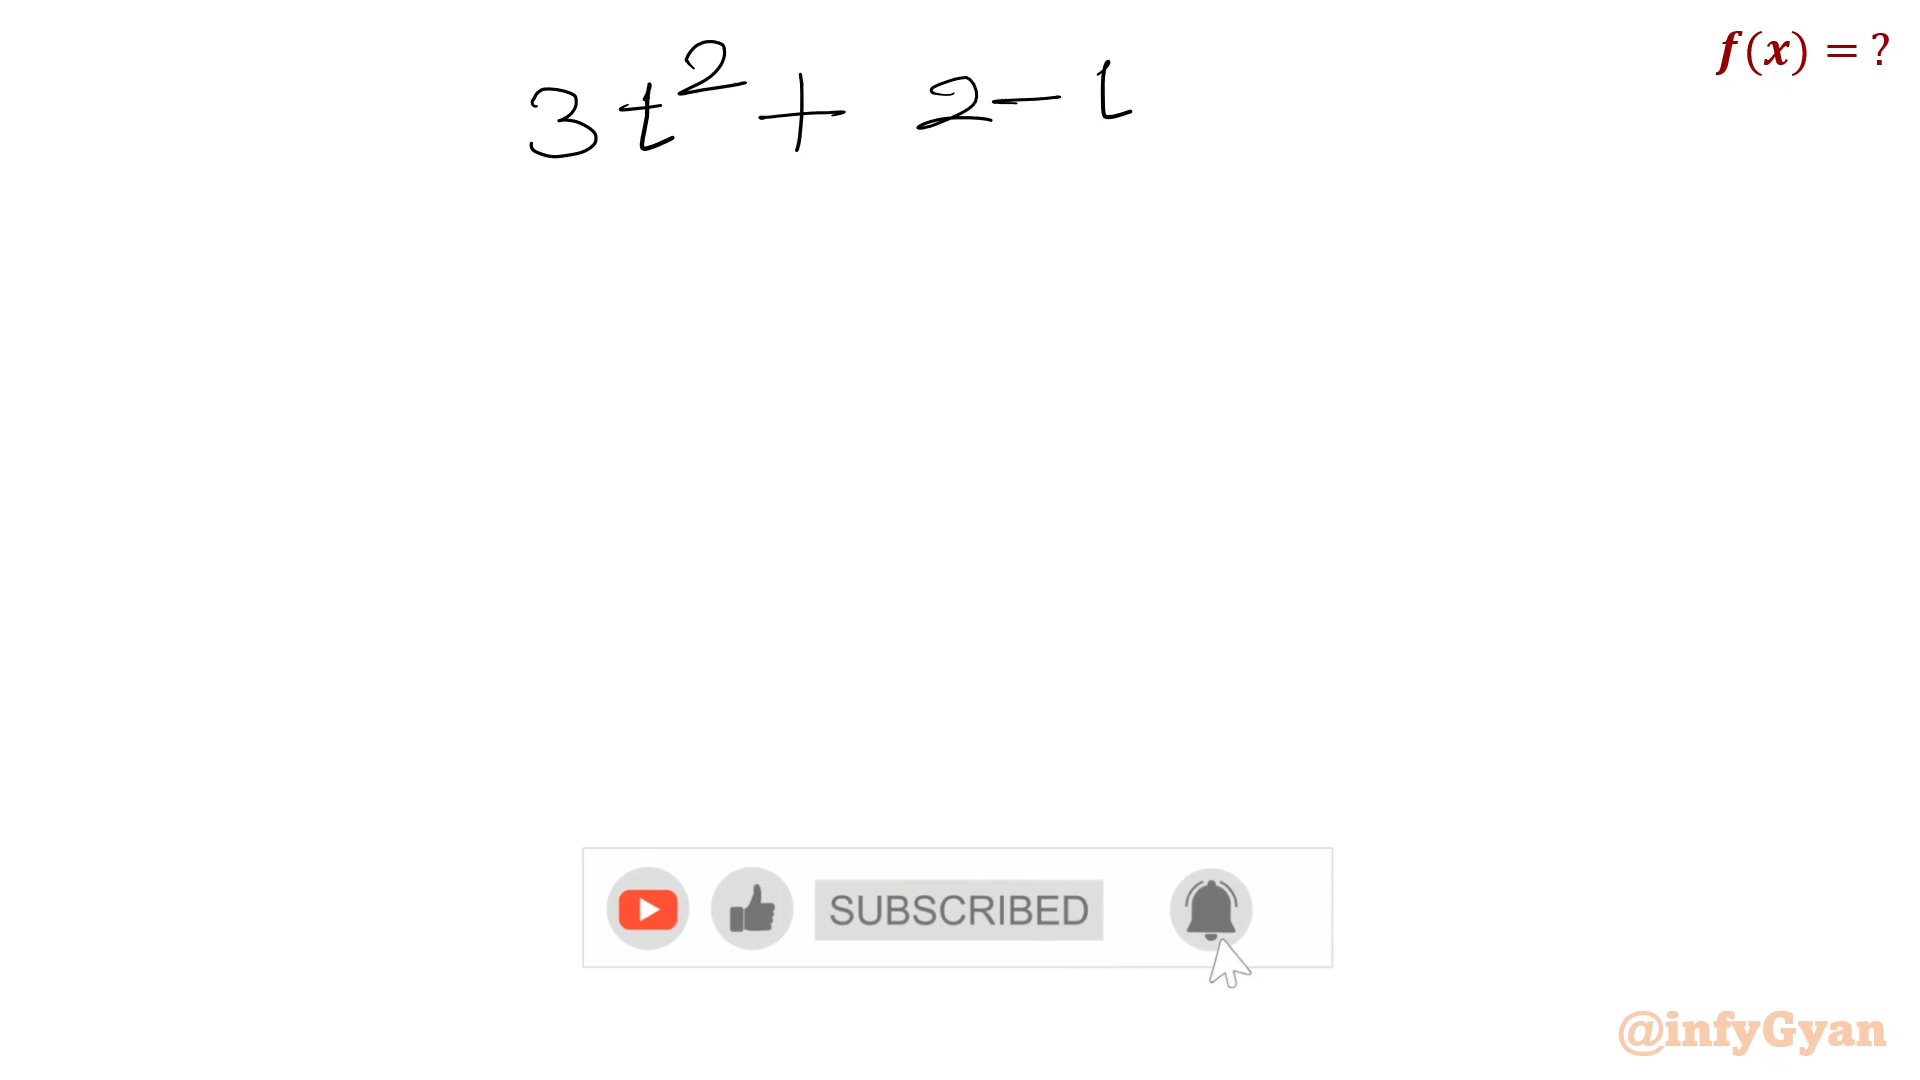 f(x) = ?
3t² + 2 - t
SUBSCRIBED
@infyGyan